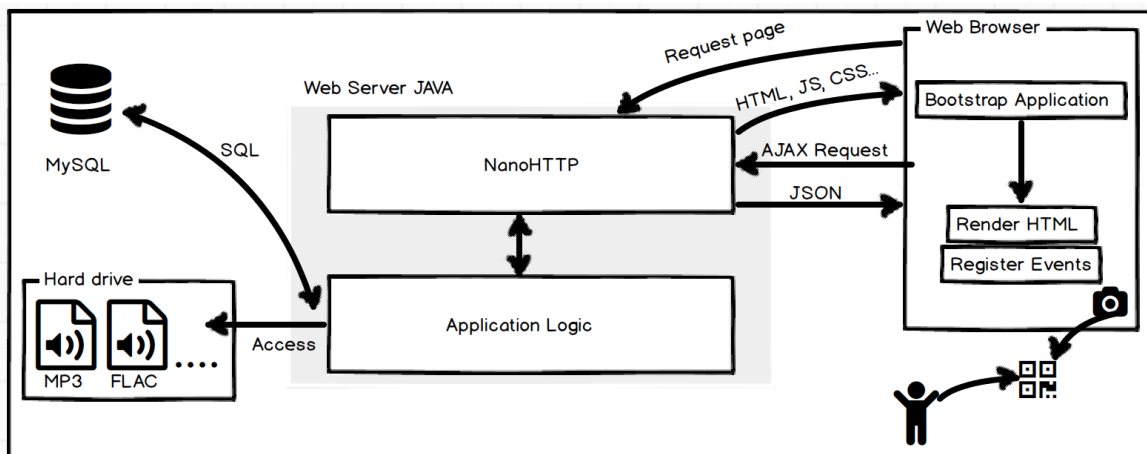 Web Browser
Request page
Web Server JAVA
HTML, JS, CSS...
Bootstrap Application
MySQL
SQL
NanoHTTP
AJAX Request
JSON
Render HTML
Register Events
Hard drive
MP3
FLAC
....
Access
Application Logic